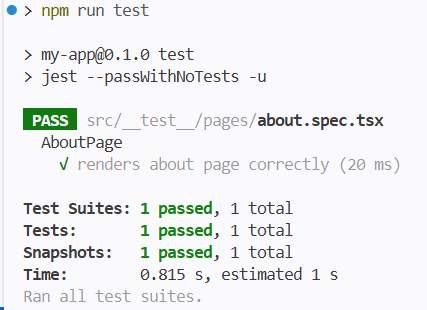 > npm run test
> my-app@0.1.0 test
> jest --passWithNoTests -u
PASS src/__test__/pages/about.spec.tsx
AboutPage
√ renders about page correctly (20 ms)
Test Suites: 1 passed, 1 total
Tests: 1 passed, 1 total
Snapshots: 1 passed, 1 total
Time: 0.815 s, estimated 1 s
Ran all test suites.